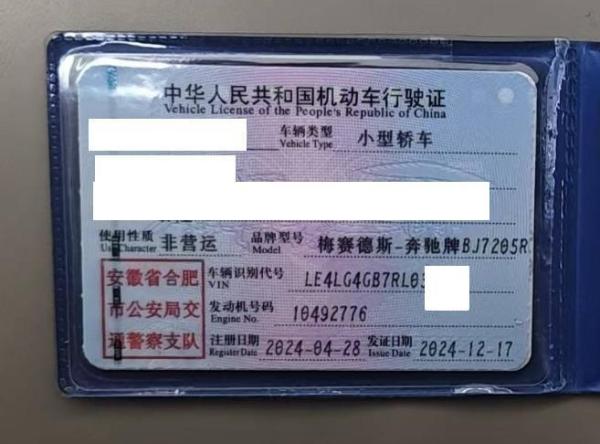 中华人民共和国机动车行驶证
Vehicle License of the People's Republic of China
车辆类型 小型轿车
Vehicle Type
使用性质 非营运 品牌型号 梅赛德斯-奔驰牌BJ7205R
Use Character Model
安徽省合肥市公安局交通警察支队
车辆识别代号 LE4LG4GB7RL03
VIN
发动机号码 10492776
Engine No.
注册日期 2024-04-28 发证日期 2024-12-17
Register Date Issue Date